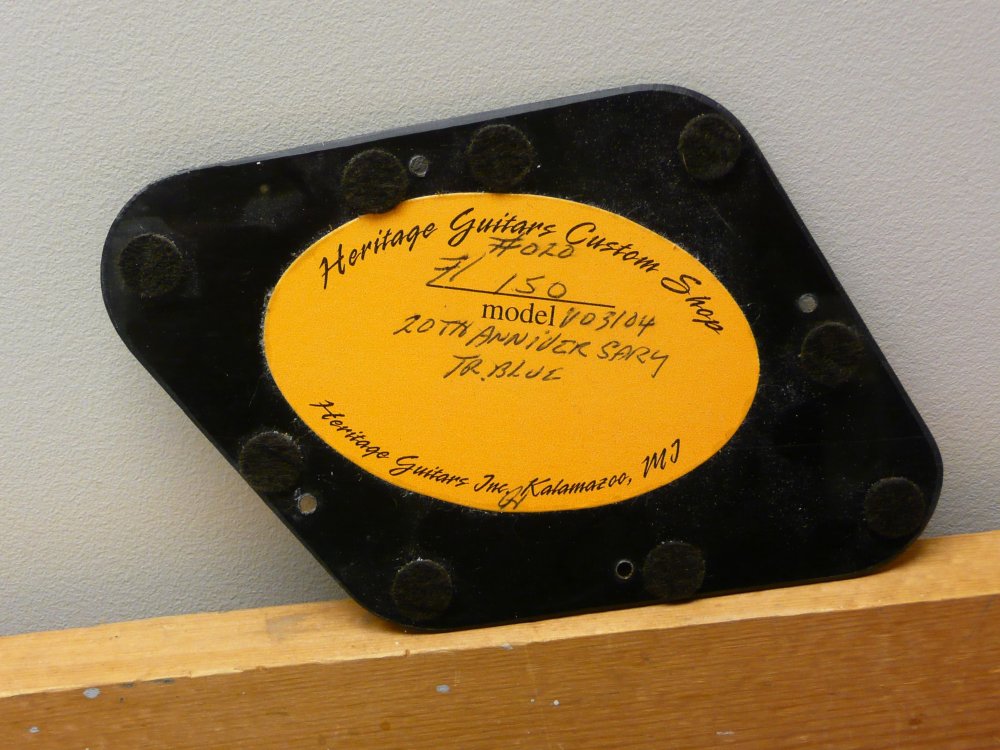 Heritage Guitars Custom Shop
#020
H 150
model V03104
20TH ANNIVERSARY
TR. BLUE
Heritage Guitars Inc. Kalamazoo, MI